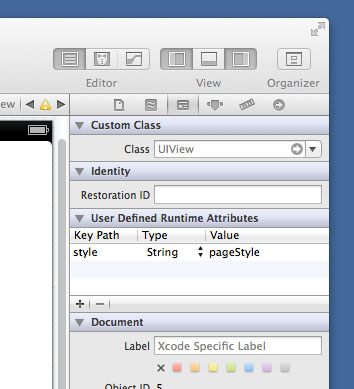 Editor View Organizer
ew
Custom Class
Class UIView
Identity
Restoration ID
User Defined Runtime Attributes
Key Path Type Value
style String pageStyle
Document
Label Xcode Specific Label
Object ID 5